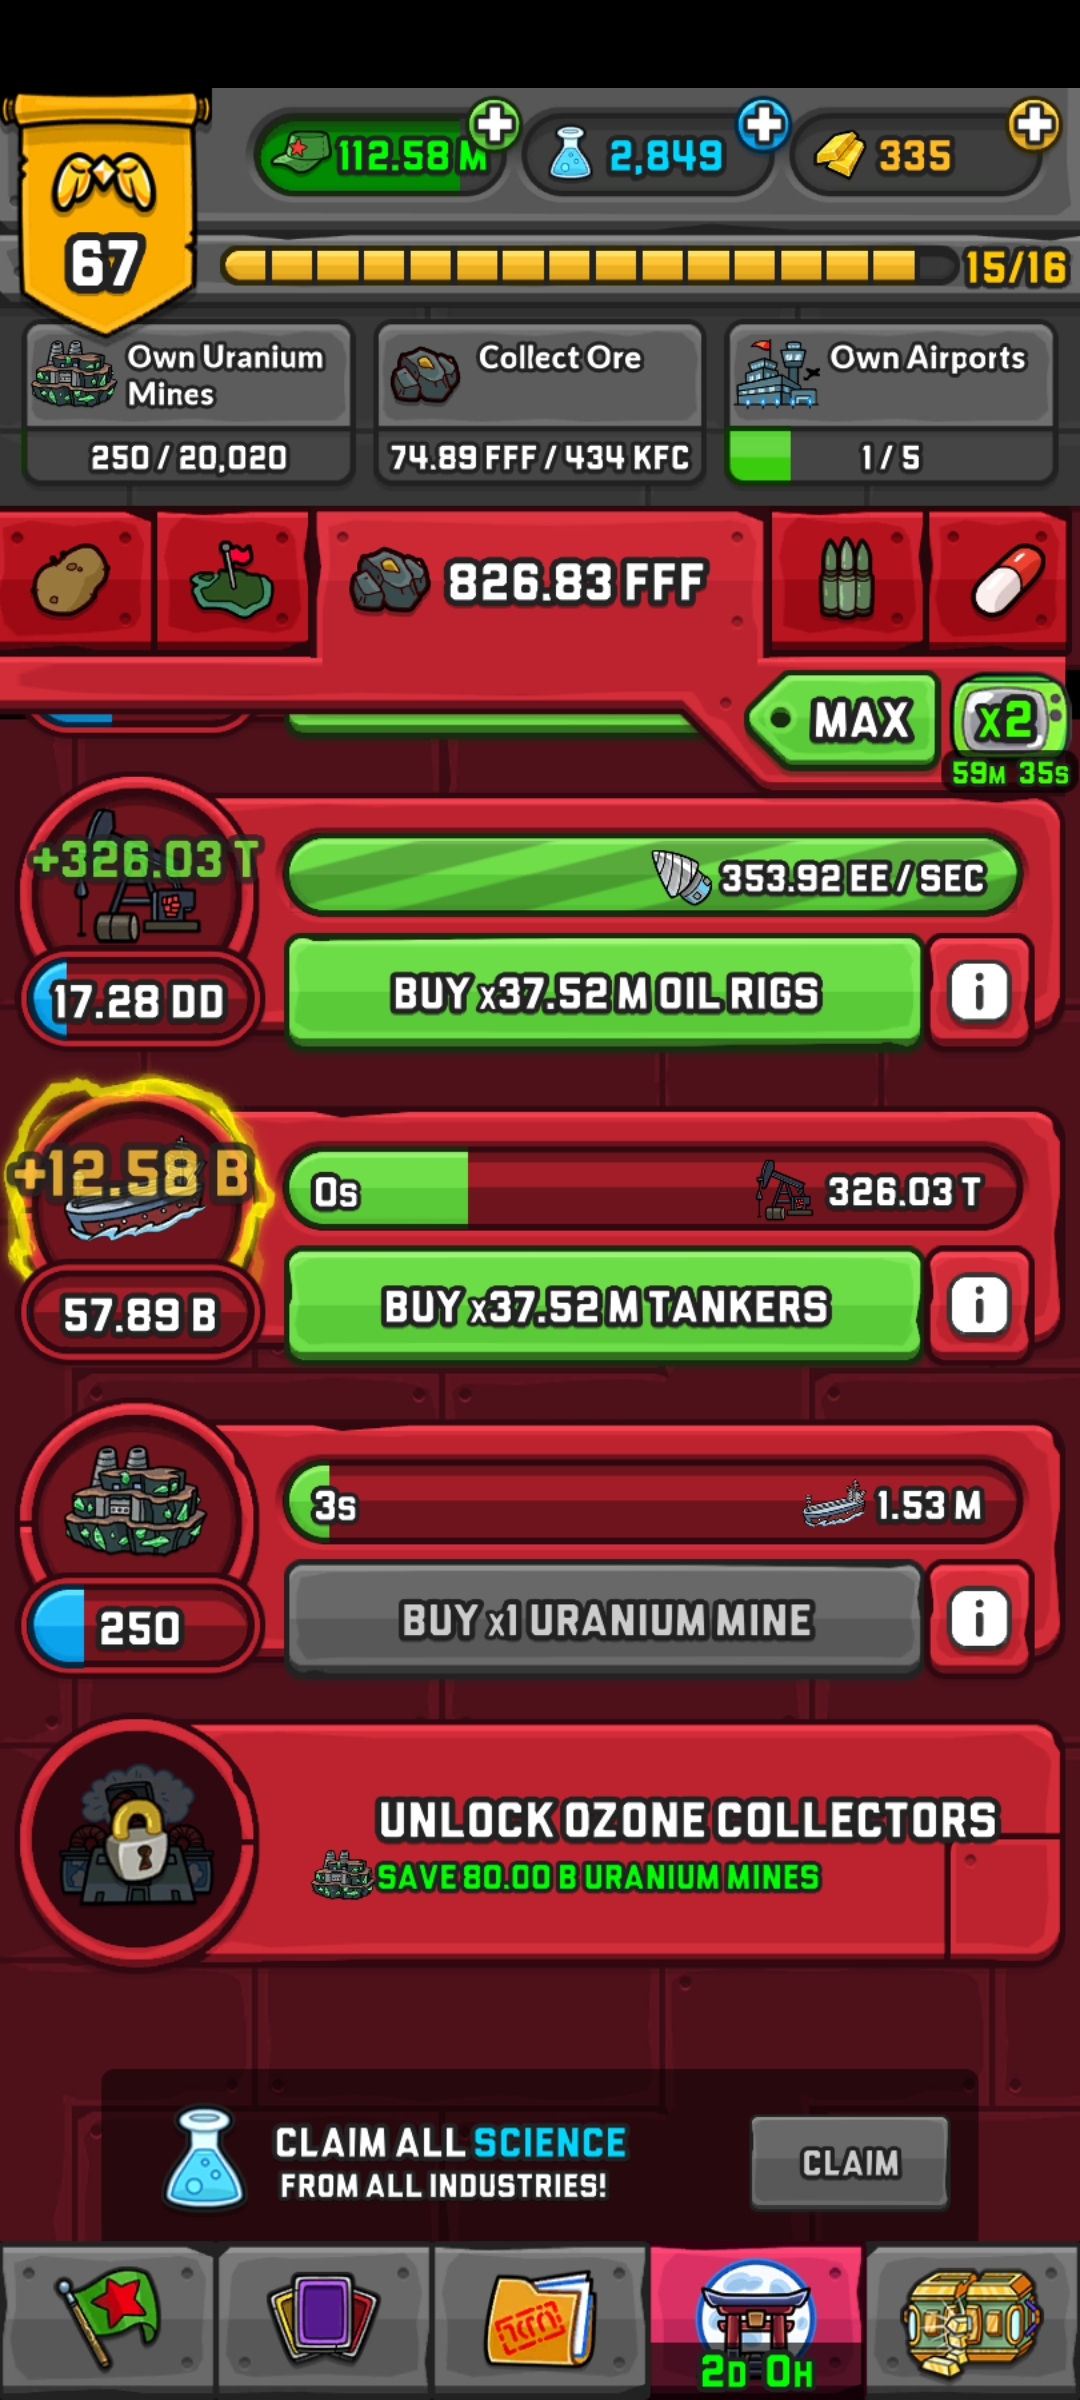 112.58 M
2,849
335
67
15/16
Own Uranium
Mines
250 / 20,020
Collect Ore
74.89 FFF / 434 KFC
Own Airports
1 / 5
826.83 FFF
MAX
x2
59M 35S
+326.03 T
353.92 EE / SEC
17.28 DD
BUY x37.52 M OIL RIGS
i
+12.58 B
0s
326.03 T
57.89 B
BUY x37.52 M TANKERS
i
3s
1.53 M
250
BUY x1 URANIUM MINE
i
UNLOCK OZONE COLLECTORS
SAVE 80.00 B URANIUM MINES
CLAIM ALL SCIENCE
FROM ALL INDUSTRIES!
CLAIM
2D 0H